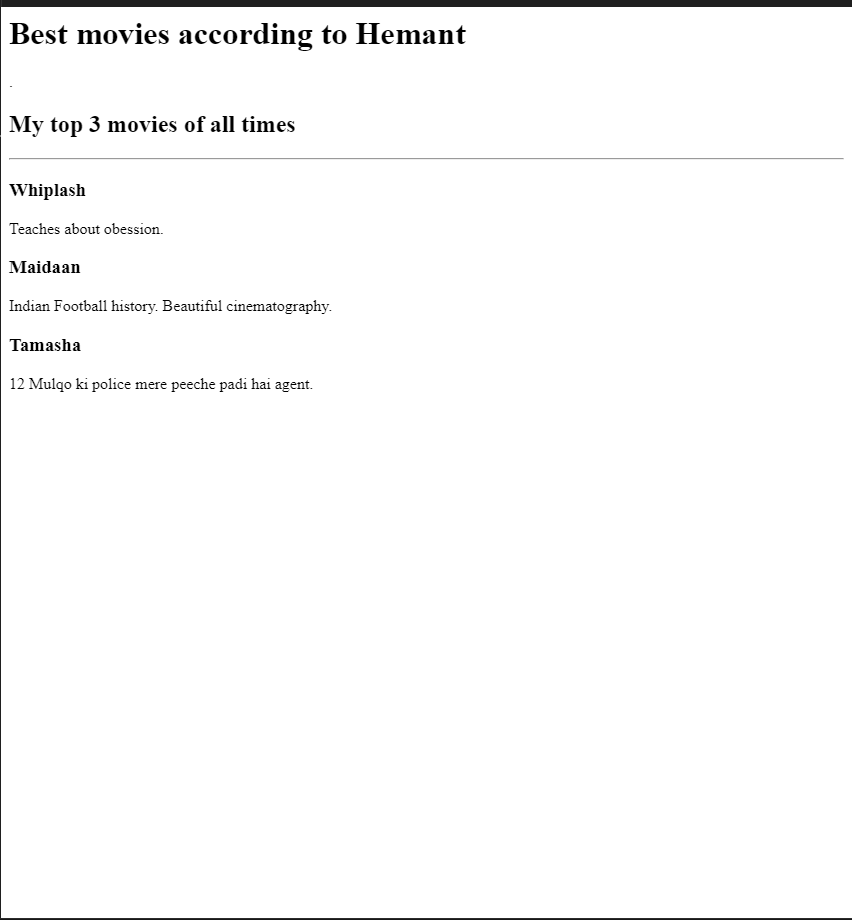 Best movies according to Hemant
.
My top 3 movies of all times
Whiplash
Teaches about obession.
Maidaan
Indian Football history. Beautiful cinematography.
Tamasha
12 Mulqo ki police mere peeche padi hai agent.